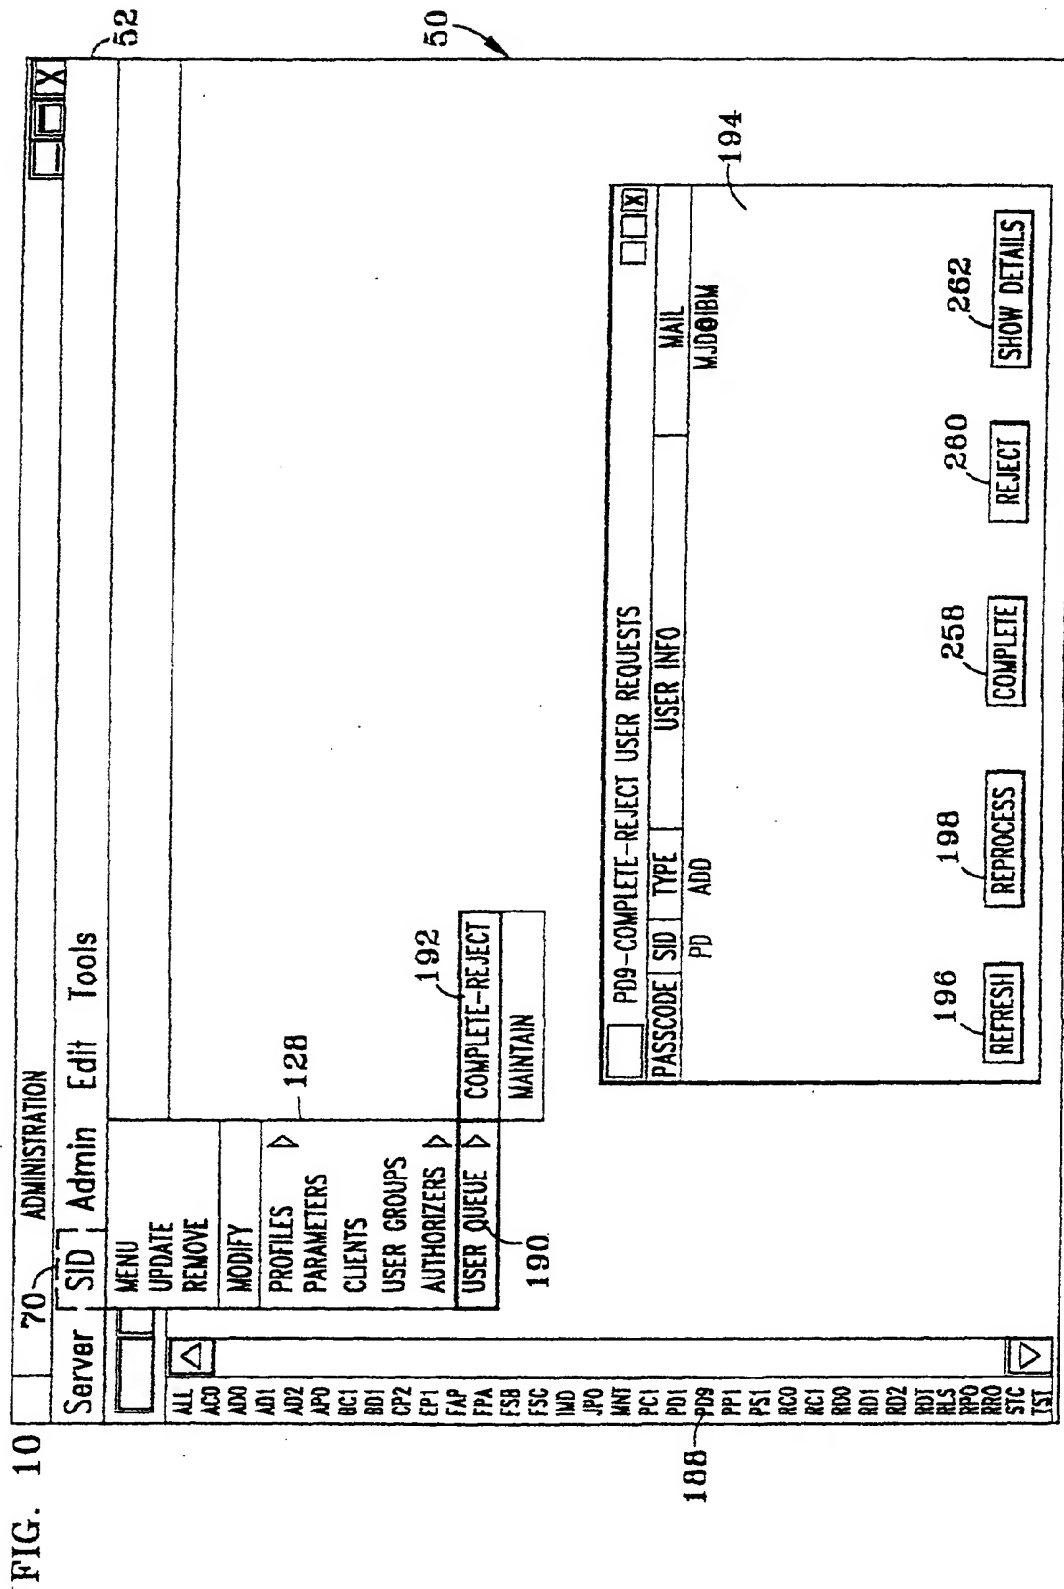 FIG. 10
70
ADMINISTRATION
X
52
Server SID Admin Edit Tools
MENU
UPDATE
REMOVE
MODIFY
PROFILES
PARAMETERS
CLIENTS
USER GROUPS
AUTHORIZERS
USER QUEUE
128
190
192
COMPLETE-REJECT
MAINTAIN
50
ALL
AC0
AD0
AD1
AD2
APO
BC1
BD1
CP2
EP1
FAP
FPA
FSB
FSC
IMD
JPO
MNT
PC1
PD1
PD9
PP1
PS1
RC0
RC1
RD0
RD1
RD2
RDT
RLS
RPO
RRO
STC
TST
188
PD9-COMPLETE-REJECT USER REQUESTS
X
PASSCODE SID TYPE USER INFO MAIL
PD ADD MJD@IBM
194
196 198 258 260 262
REFRESH REPROCESS COMPLETE REJECT SHOW DETAILS